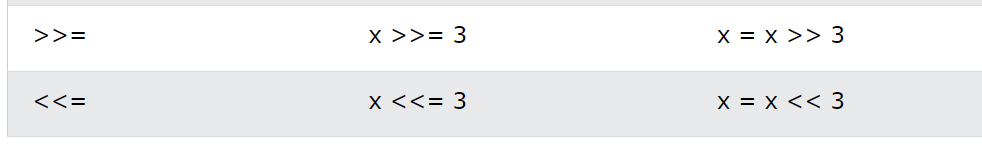 >>= x >>= 3 x = x >> 3
<<= x <<= 3 x = x << 3